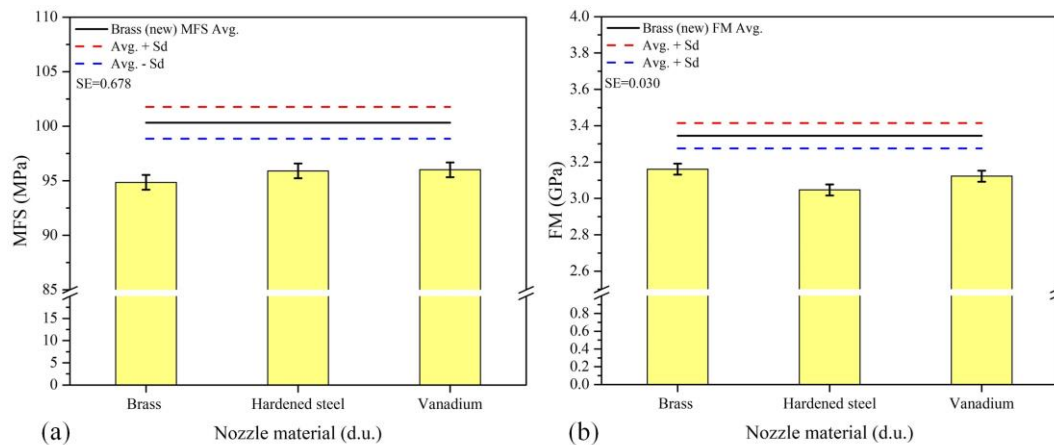 110
105
100
95
90
85
15
10
5
0
MFS (MPa)
Brass (new) MFS Avg.
Avg. + Sd
Avg. - Sd
SE=0.678
Brass
Hardened steel
Vanadium
Nozzle material (d.u.)
(a)
4.0
3.8
3.6
3.4
3.2
3.0
2.8
2.6
0.8
0.6
0.4
0.2
0.0
FM (GPa)
Brass (new) FM Avg.
Avg. + Sd
Avg. + Sd
SE=0.030
Brass
Hardened steel
Vanadium
Nozzle material (d.u.)
(b)